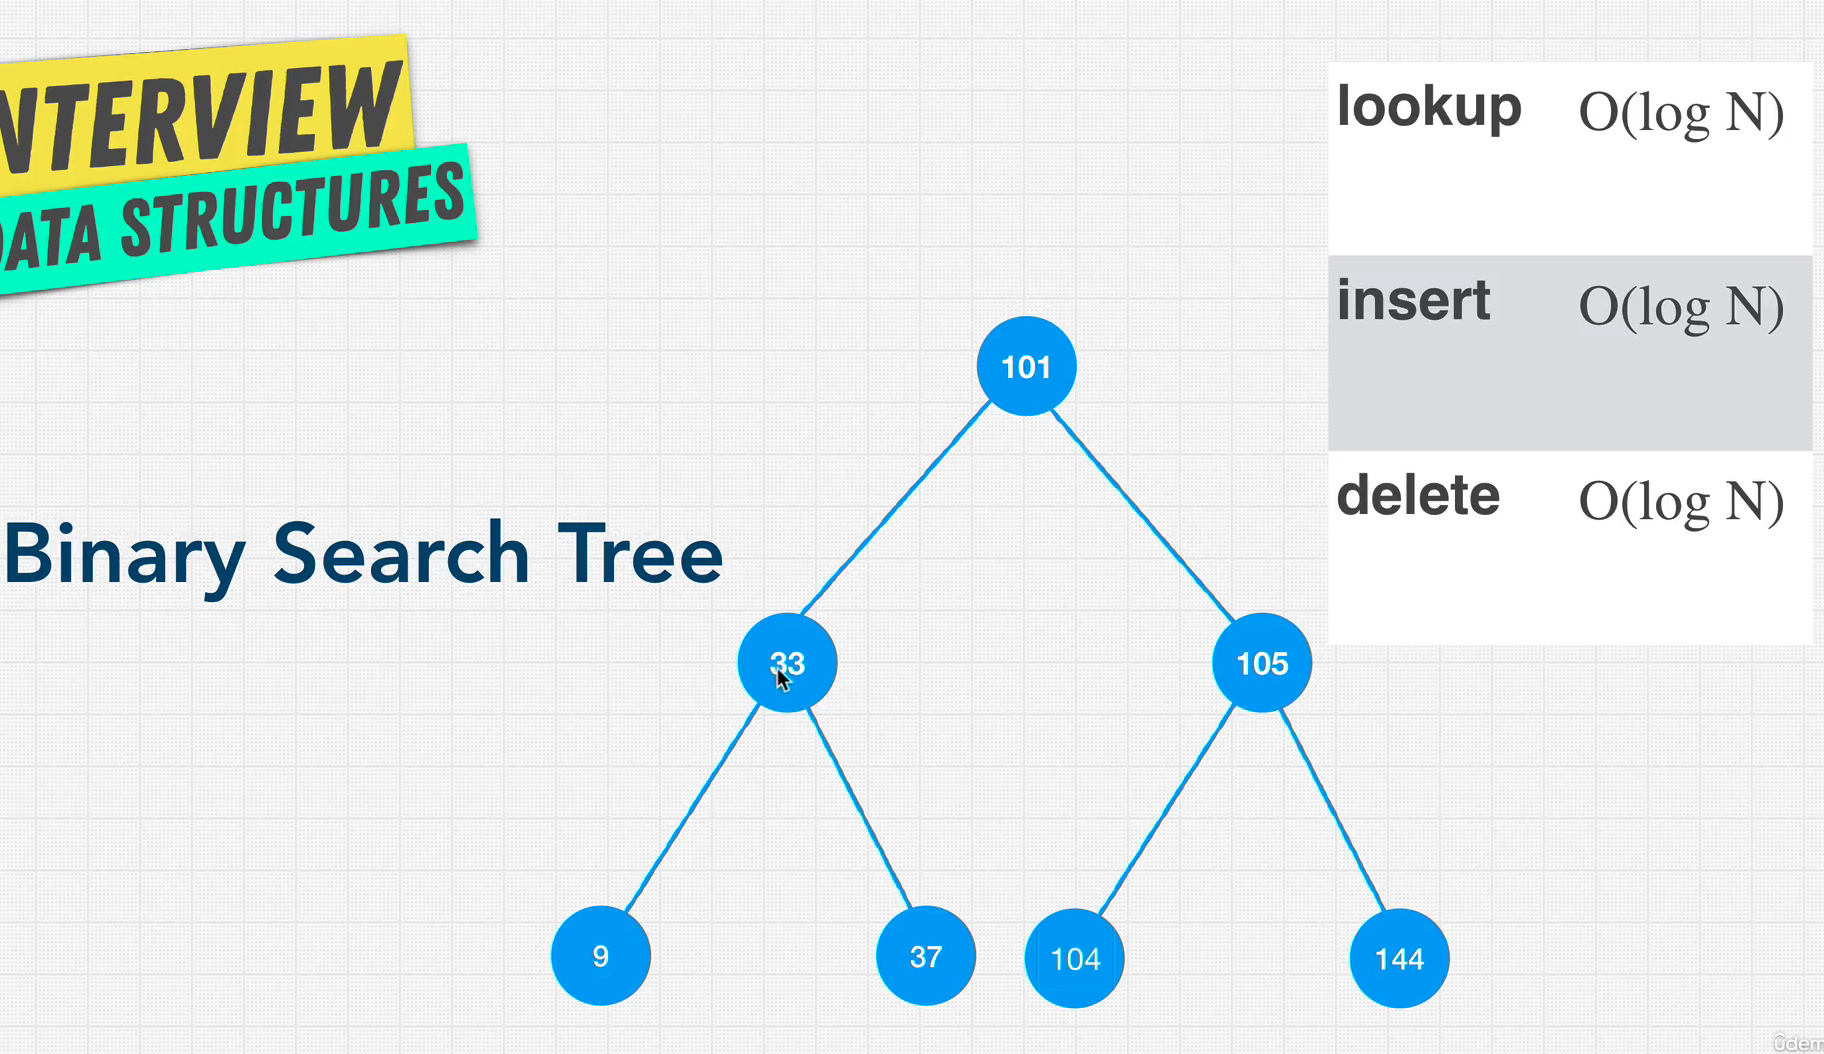 NTERVIEW
DATA STRUCTURES
lookup O(log N)
insert O(log N)
delete O(log N)
Binary Search Tree
101
33 105
9 37 104 144
ûdem